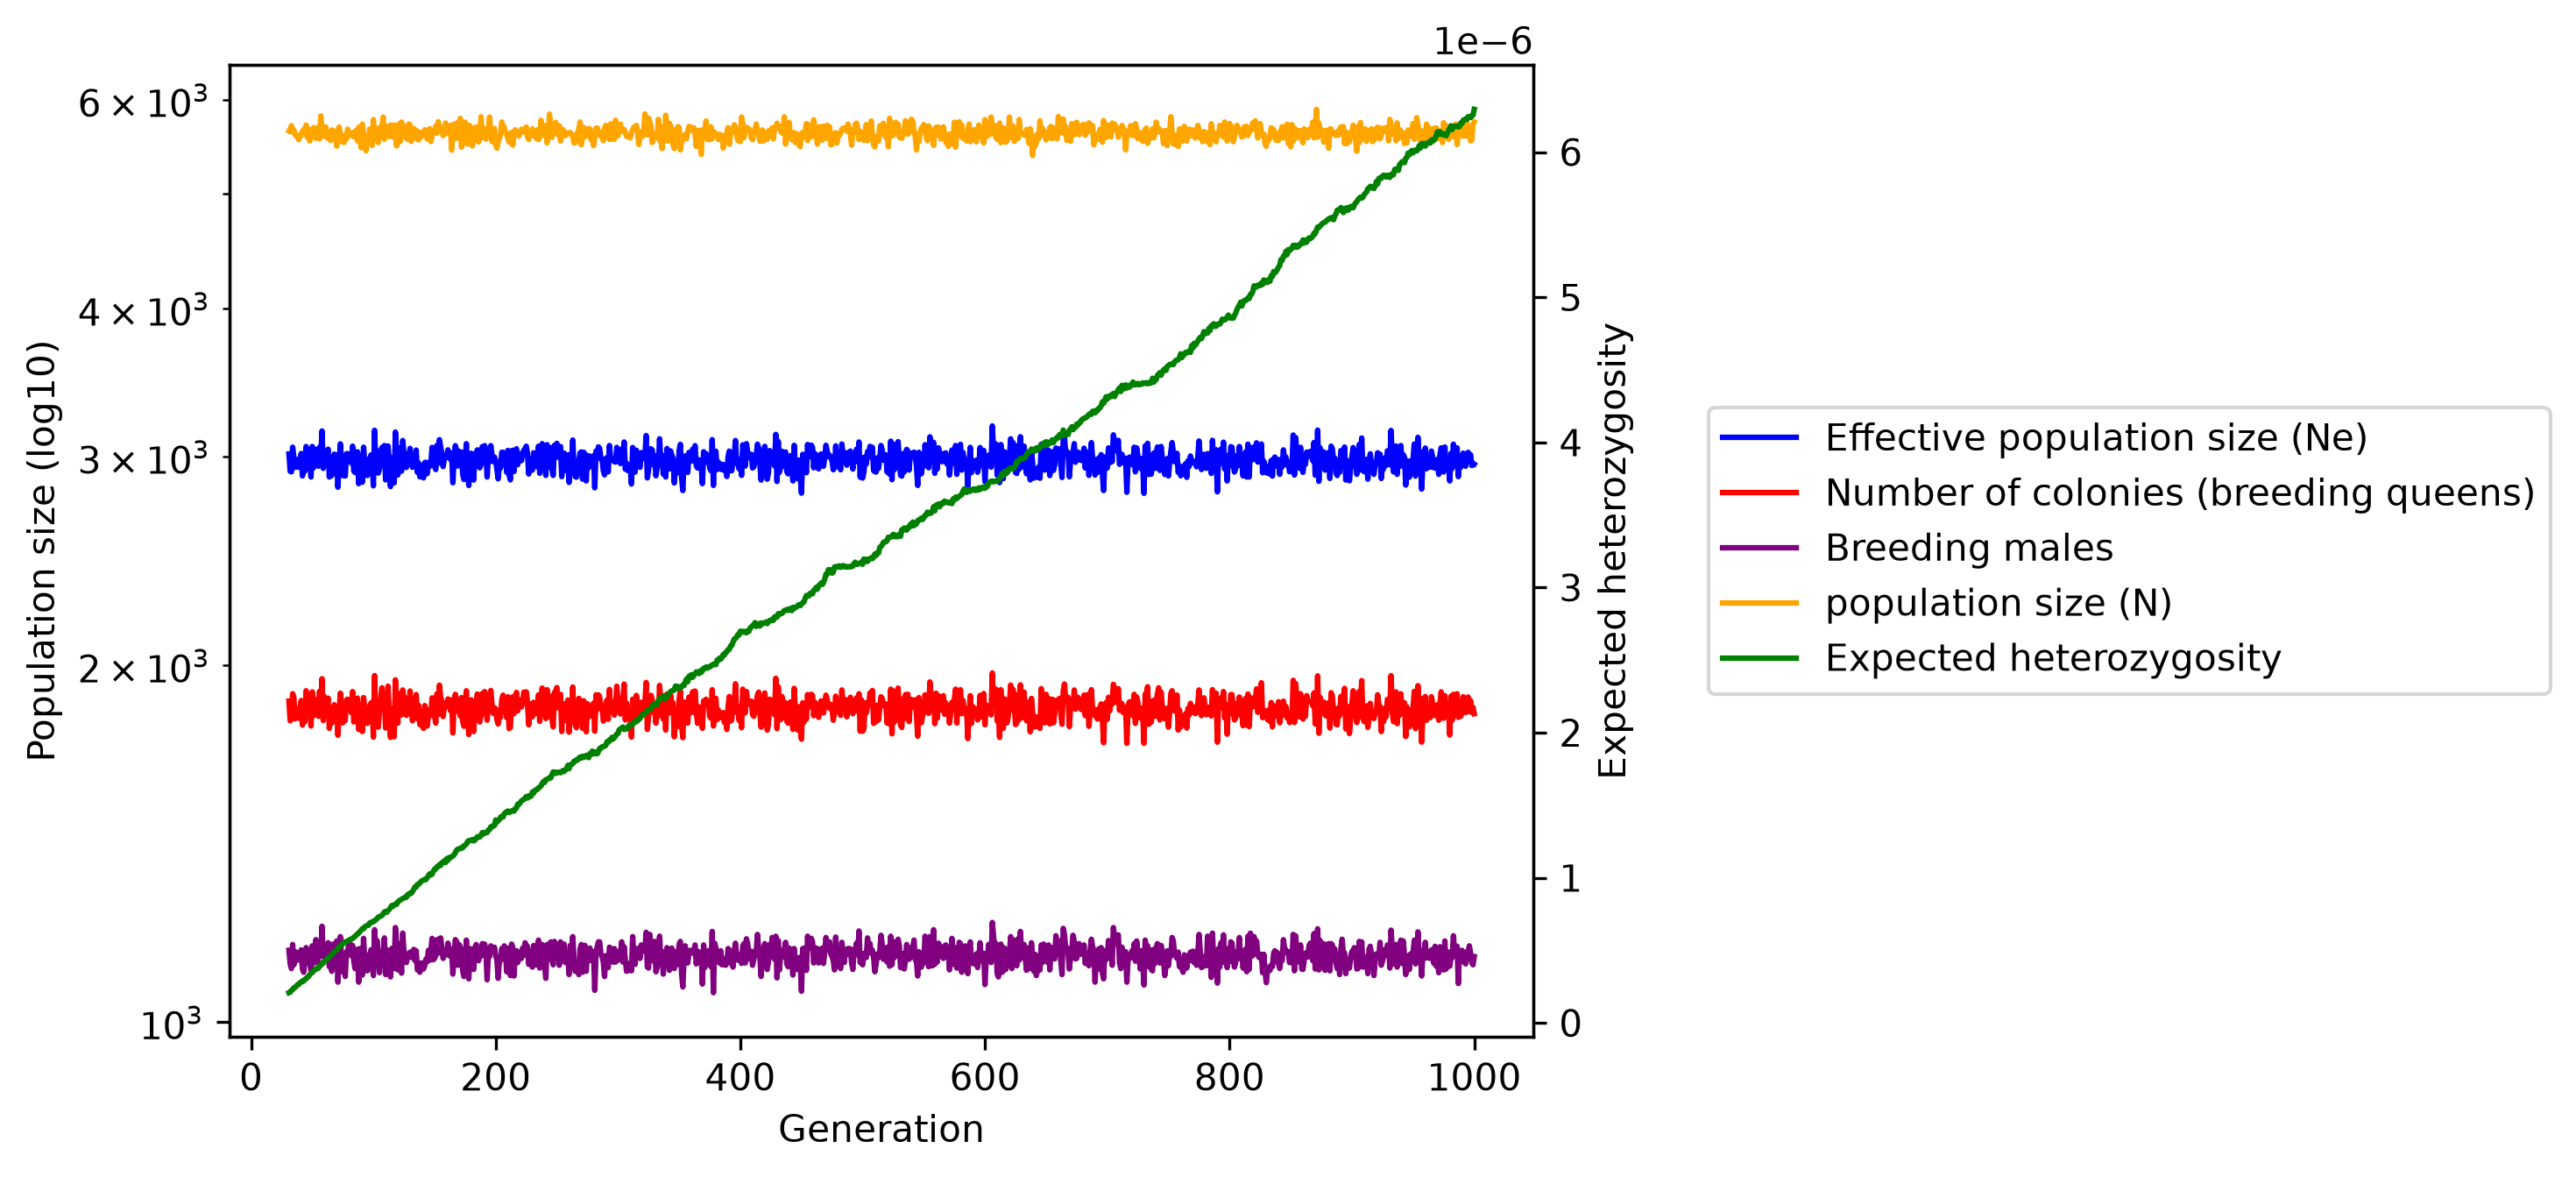 1e−6
6 × 10³
4 × 10³
3 × 10³
2 × 10³
10³
Population size (log10)
0
200
400
600
800
1000
Generation
6
5
4
3
2
1
0
Expected heterozygosity
Effective population size (Ne)
Number of colonies (breeding queens)
Breeding males
population size (N)
Expected heterozygosity